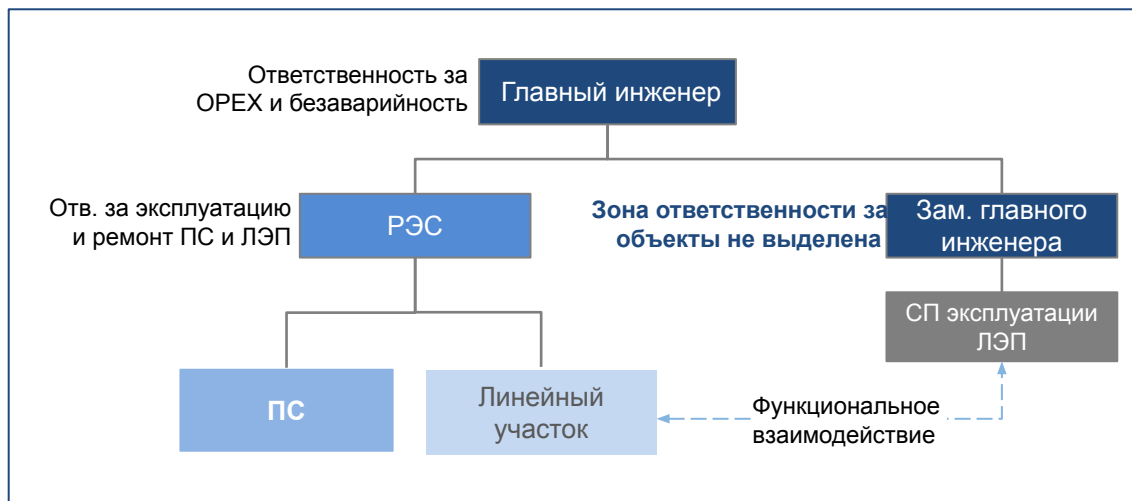 Ответственность за
OPEX и безаварийность
Главный инженер
Отв. за эксплуатацию
и ремонт ПС и ЛЭП
РЭС
Зона ответственности за
объекты не выделена
Зам. главного
инженера
СП эксплуатации
ЛЭП
ПС
Линейный
участок
Функциональное
взаимодействие